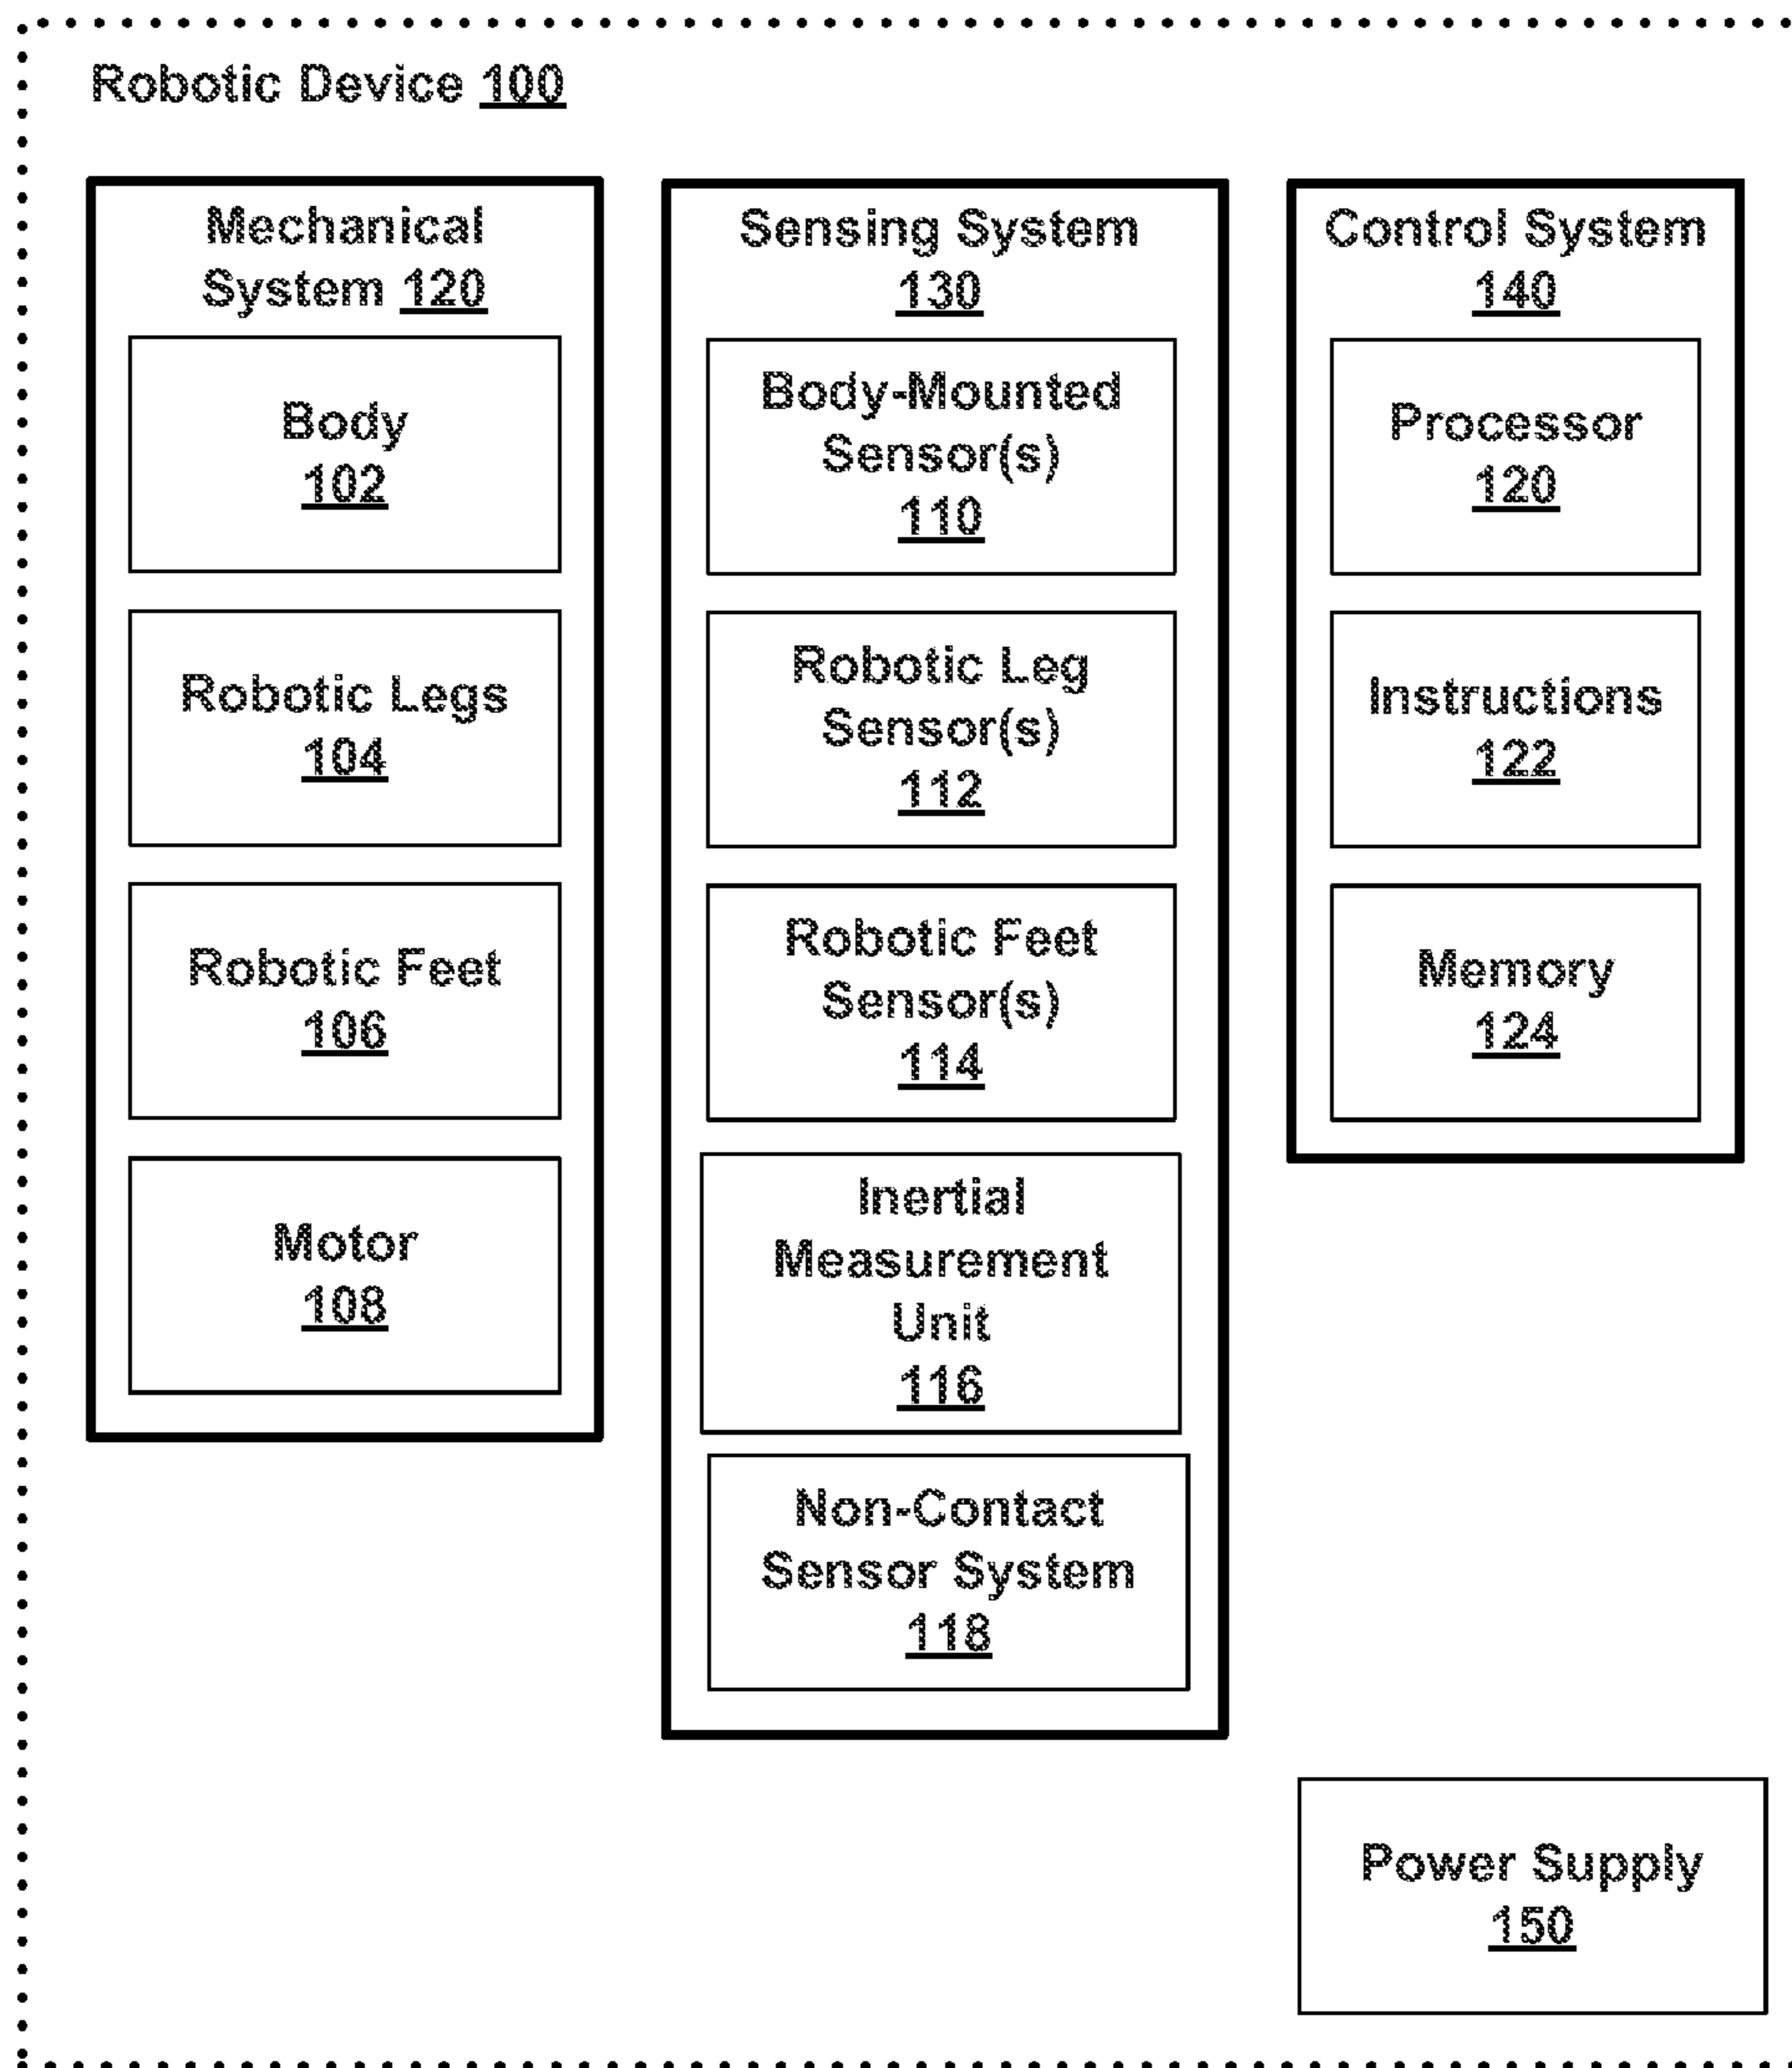 Robotic Device 100
Mechanical
System 120
Body
102
Robotic Legs
104
Robotic Feet
106
Motor
108
Sensing System
130
Body-Mounted
Sensor(s)
110
Robotic Leg
Sensor(s)
112
Robotic Feet
Sensor(s)
114
Inertial
Measurement
Unit
116
Non-Contact
Sensor System
118
Control System
140
Processor
120
Instructions
122
Memory
124
Power Supply
150